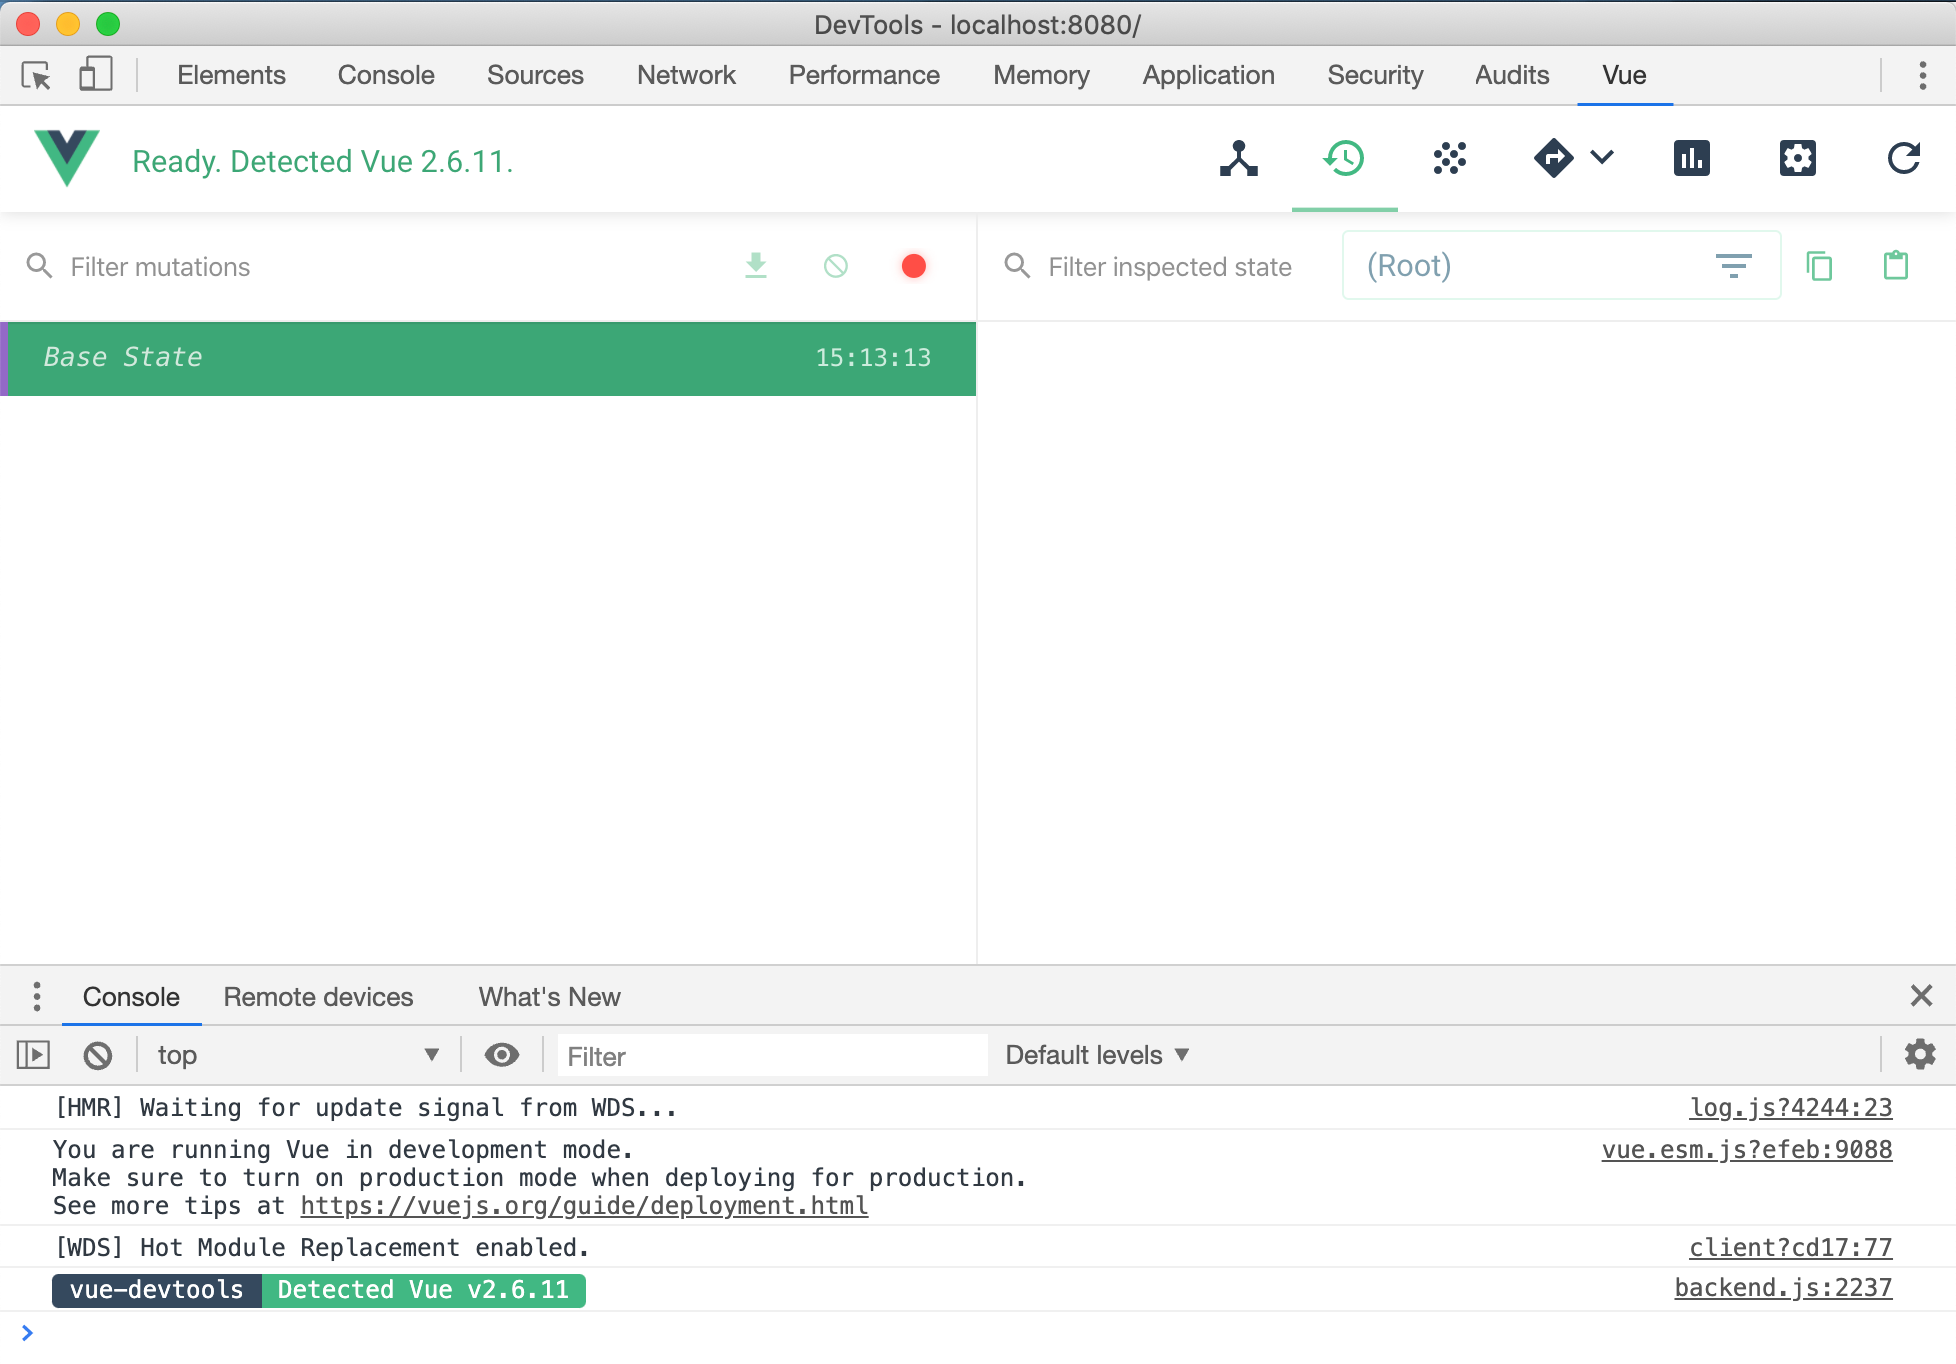 DevTools - localhost:8080/
Elements Console Sources Network Performance Memory Application Security Audits Vue
Ready. Detected Vue 2.6.11.
Filter mutations
Filter inspected state
(Root)
Base State 15:13:13
Console Remote devices What's New
top ▼ Filter Default levels ▼
[HMR] Waiting for update signal from WDS... log.js?4244:23
You are running Vue in development mode. vue.esm.js?efeb:9088
Make sure to turn on production mode when deploying for production.
See more tips at https://vuejs.org/guide/deployment.html
[WDS] Hot Module Replacement enabled. client?cd17:77
vue-devtools Detected Vue v2.6.11 backend.js:2237